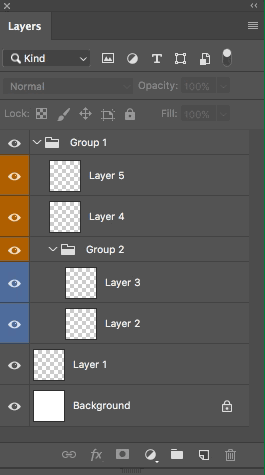 Layers
Kind
Normal Opacity: 100%
Lock: Fill: 100%
Group 1
Layer 5
Layer 4
Group 2
Layer 3
Layer 2
Layer 1
Background
fx